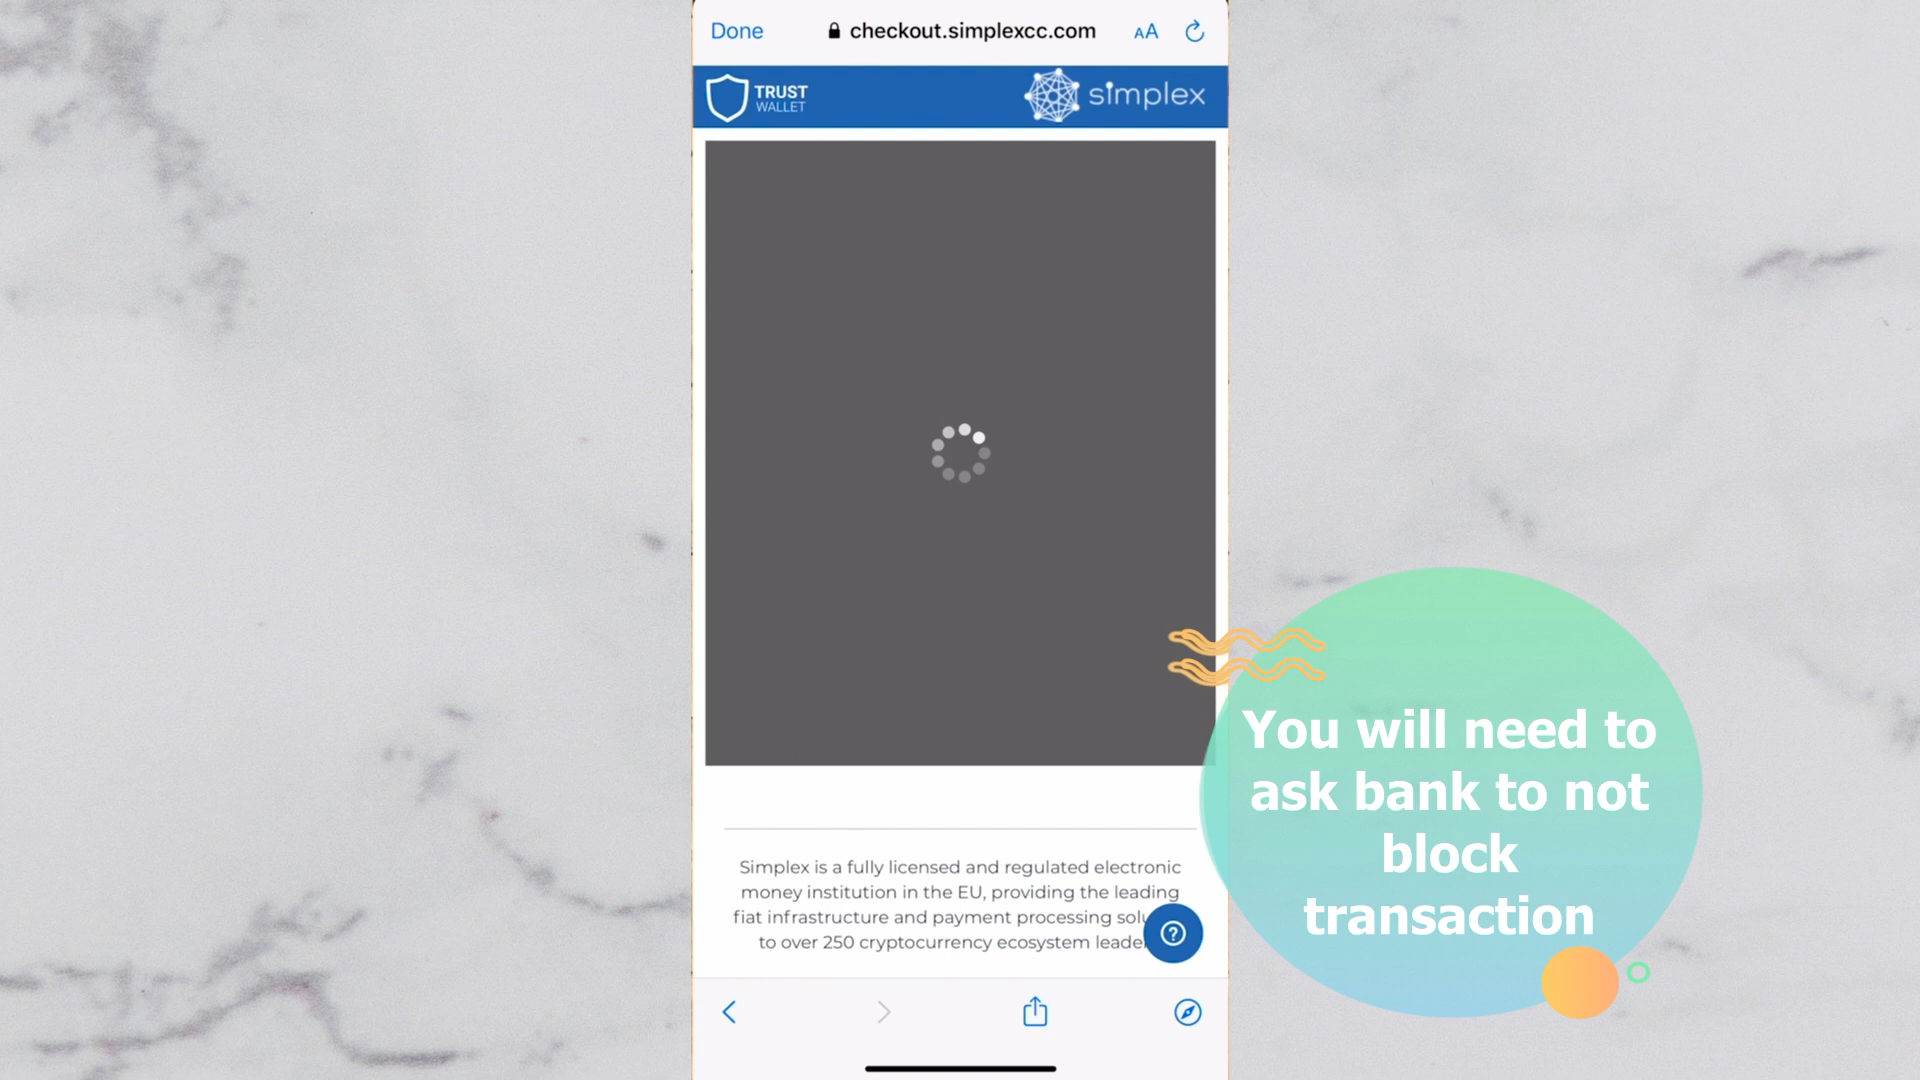 Done
checkout.simplexcc.com
AA
TRUST
WALLET
simplex
Simplex is a fully licensed and regulated electronic
money institution in the EU, providing the leading
fiat infrastructure and payment processing
to over 250 cryptocurrency ecosystem
You will need to
ask bank to not
block
transaction